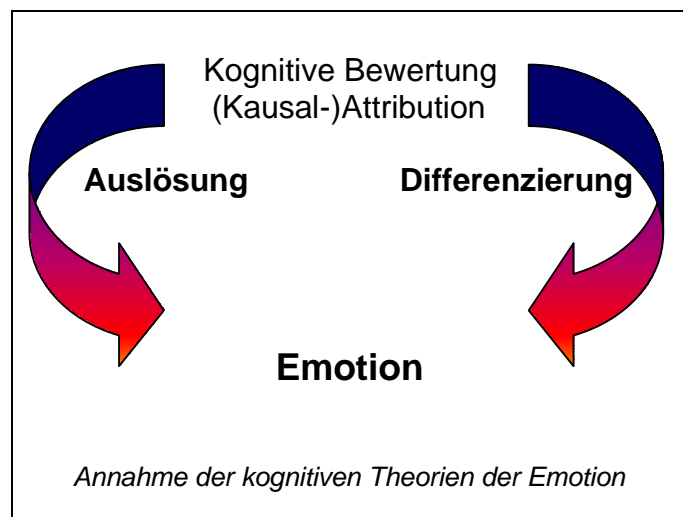 Kognitive Bewertung
(Kausal-)Attribution
Auslösung
Differenzierung
Emotion
Annahme der kognitiven Theorien der Emotion